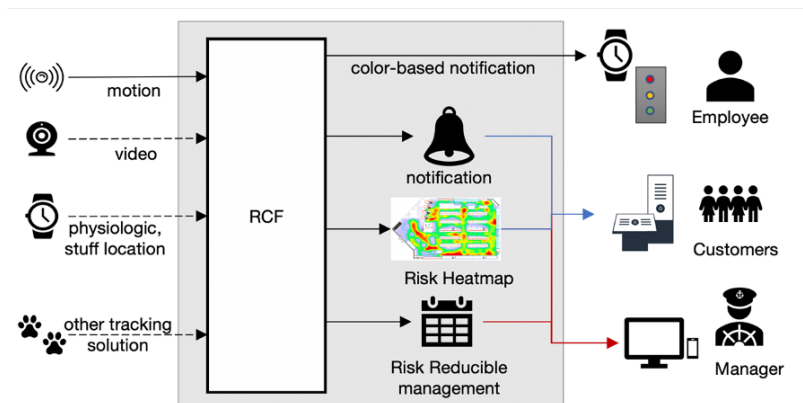 motion
video
physiologic,
stuff location
other tracking
solution
RCF
color-based notification
notification
Risk Heatmap
Risk Reducible
management
Employee
Customers
Manager